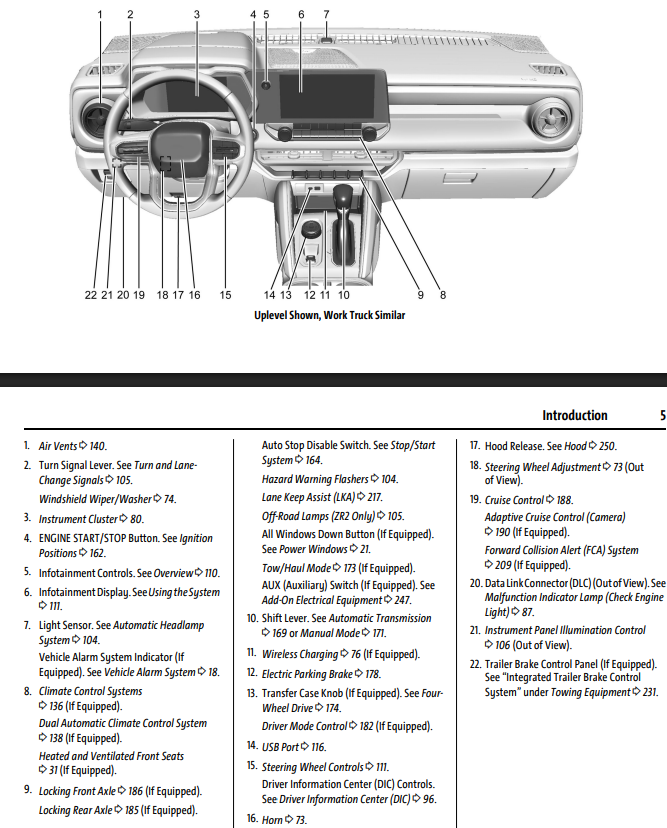 1 2 3 4 5 6 7
22 21 20 19 18 17 16 15 14 13 12 11 10 9 8
Uplevel Shown, Work Truck Similar
Introduction 5
1. Air Vents ➪ 140.
2. Turn Signal Lever. See Turn and Lane-
Change Signals ➪ 105.
Windshield Wiper/Washer ➪ 74.
3. Instrument Cluster ➪ 80.
4. ENGINE START/STOP Button. See Ignition
Positions ➪ 162.
5. Infotainment Controls. See Overview ➪ 110.
6. Infotainment Display. See Using the System
➪ 111.
7. Light Sensor. See Automatic Headlamp
System ➪ 104.
Vehicle Alarm System Indicator (If
Equipped). See Vehicle Alarm System ➪ 18.
8. Climate Control Systems
➪ 136 (If Equipped).
Dual Automatic Climate Control System
➪ 138 (If Equipped).
Heated and Ventilated Front Seats
➪ 31 (If Equipped).
9. Locking Front Axle ➪ 186 (If Equipped).
Locking Rear Axle ➪ 185 (If Equipped).
Auto Stop Disable Switch. See Stop/Start
System ➪ 164.
Hazard Warning Flashers ➪ 104.
Lane Keep Assist (LKA) ➪ 217.
Off-Road Lamps (ZR2 Only) ➪ 105.
All Windows Down Button (If Equipped).
See Power Windows ➪ 21.
Tow/Haul Mode ➪ 173 (If Equipped).
AUX (Auxiliary) Switch (If Equipped). See
Add-On Electrical Equipment ➪ 247.
10. Shift Lever. See Automatic Transmission
➪ 169 or Manual Mode ➪ 171.
11. Wireless Charging ➪ 76 (If Equipped).
12. Electric Parking Brake ➪ 178.
13. Transfer Case Knob (If Equipped). See Four-
Wheel Drive ➪ 174.
Driver Mode Control ➪ 182 (If Equipped).
14. USB Port ➪ 116.
15. Steering Wheel Controls ➪ 111.
Driver Information Center (DIC) Controls.
See Driver Information Center (DIC) ➪ 96.
16. Horn ➪ 73.
17. Hood Release. See Hood ➪ 250.
18. Steering Wheel Adjustment ➪ 73 (Out
of View).
19. Cruise Control ➪ 188.
Adaptive Cruise Control (Camera)
➪ 190 (If Equipped).
Forward Collision Alert (FCA) System
➪ 209 (If Equipped).
20. Data Link Connector (DLC) (Out of View). See
Malfunction Indicator Lamp (Check Engine
Light) ➪ 87.
21. Instrument Panel Illumination Control
➪ 106 (Out of View).
22. Trailer Brake Control Panel (If Equipped).
See “Integrated Trailer Brake Control
System” under Towing Equipment ➪ 231.